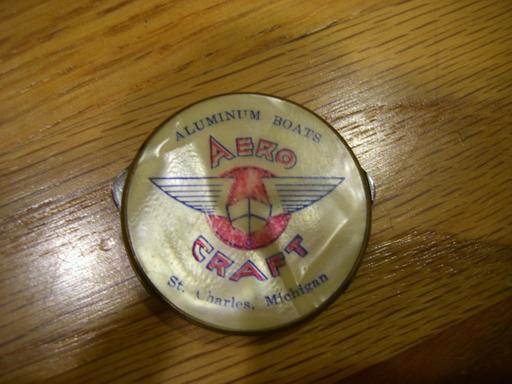 ALUMINUM BOATS
AERO
CRAFT
St. Charles, Michigan